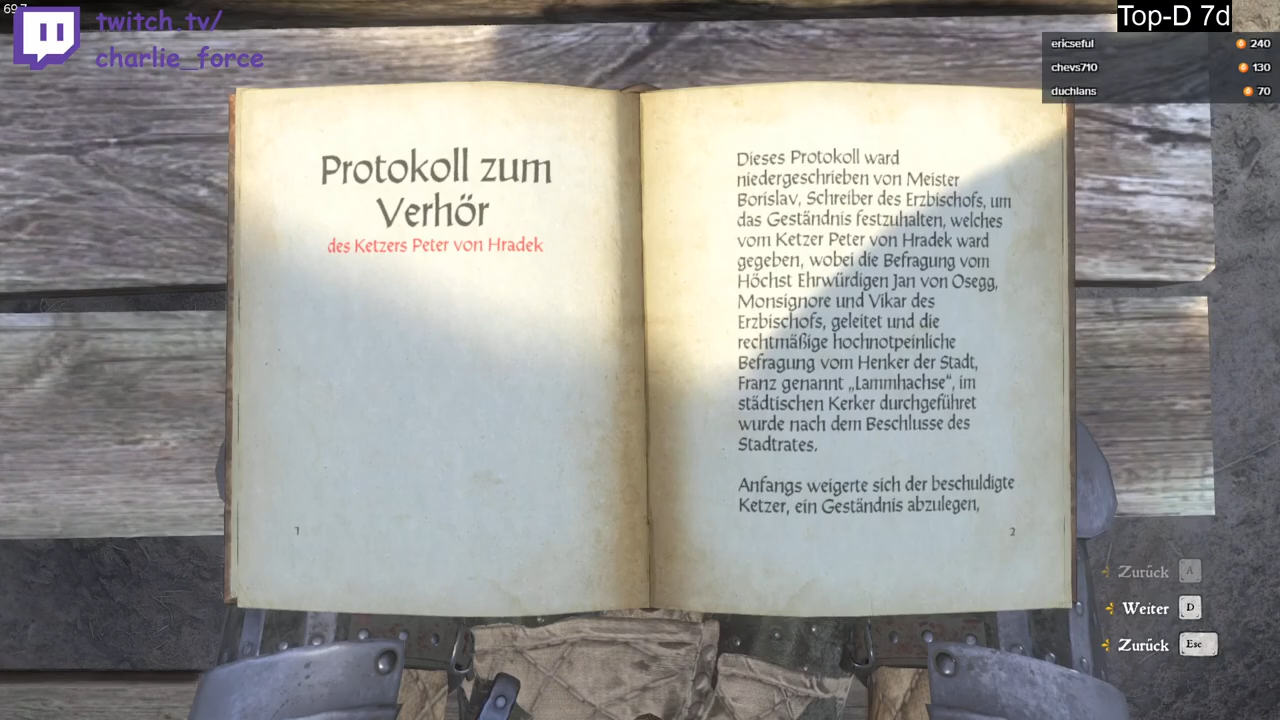 69.7
twitch.tv/
charlie_force
Top-D 7d
ericseful 240
chevs710 130
duchlans 70
Protokoll zum
Verhör
des Ketzers Peter von Hradek
1
Dieses Protokoll ward
niedergeschrieben von Meister
Borislav, Schreiber des Erzbischofs, um
das Geständnis festzuhalten, welches
vom Ketzer Peter von Hradek ward
gegeben, wobei die Befragung vom
Höchst Ehrwürdigen Jan von Osegg,
Monsignore und Vikar des
Erzbischofs, geleitet und die
rechtmäßige hochnotpeinliche
Befragung vom Henker der Stadt,
Franz genannt „Lammhachse“, im
städtischen Kerker durchgeführt
wurde nach dem Beschlusse des
Stadtrates.
Anfangs weigerte sich der beschuldigte
Ketzer, ein Geständnis abzulegen,
2
Zurück A
Weiter D
Zurück Esc